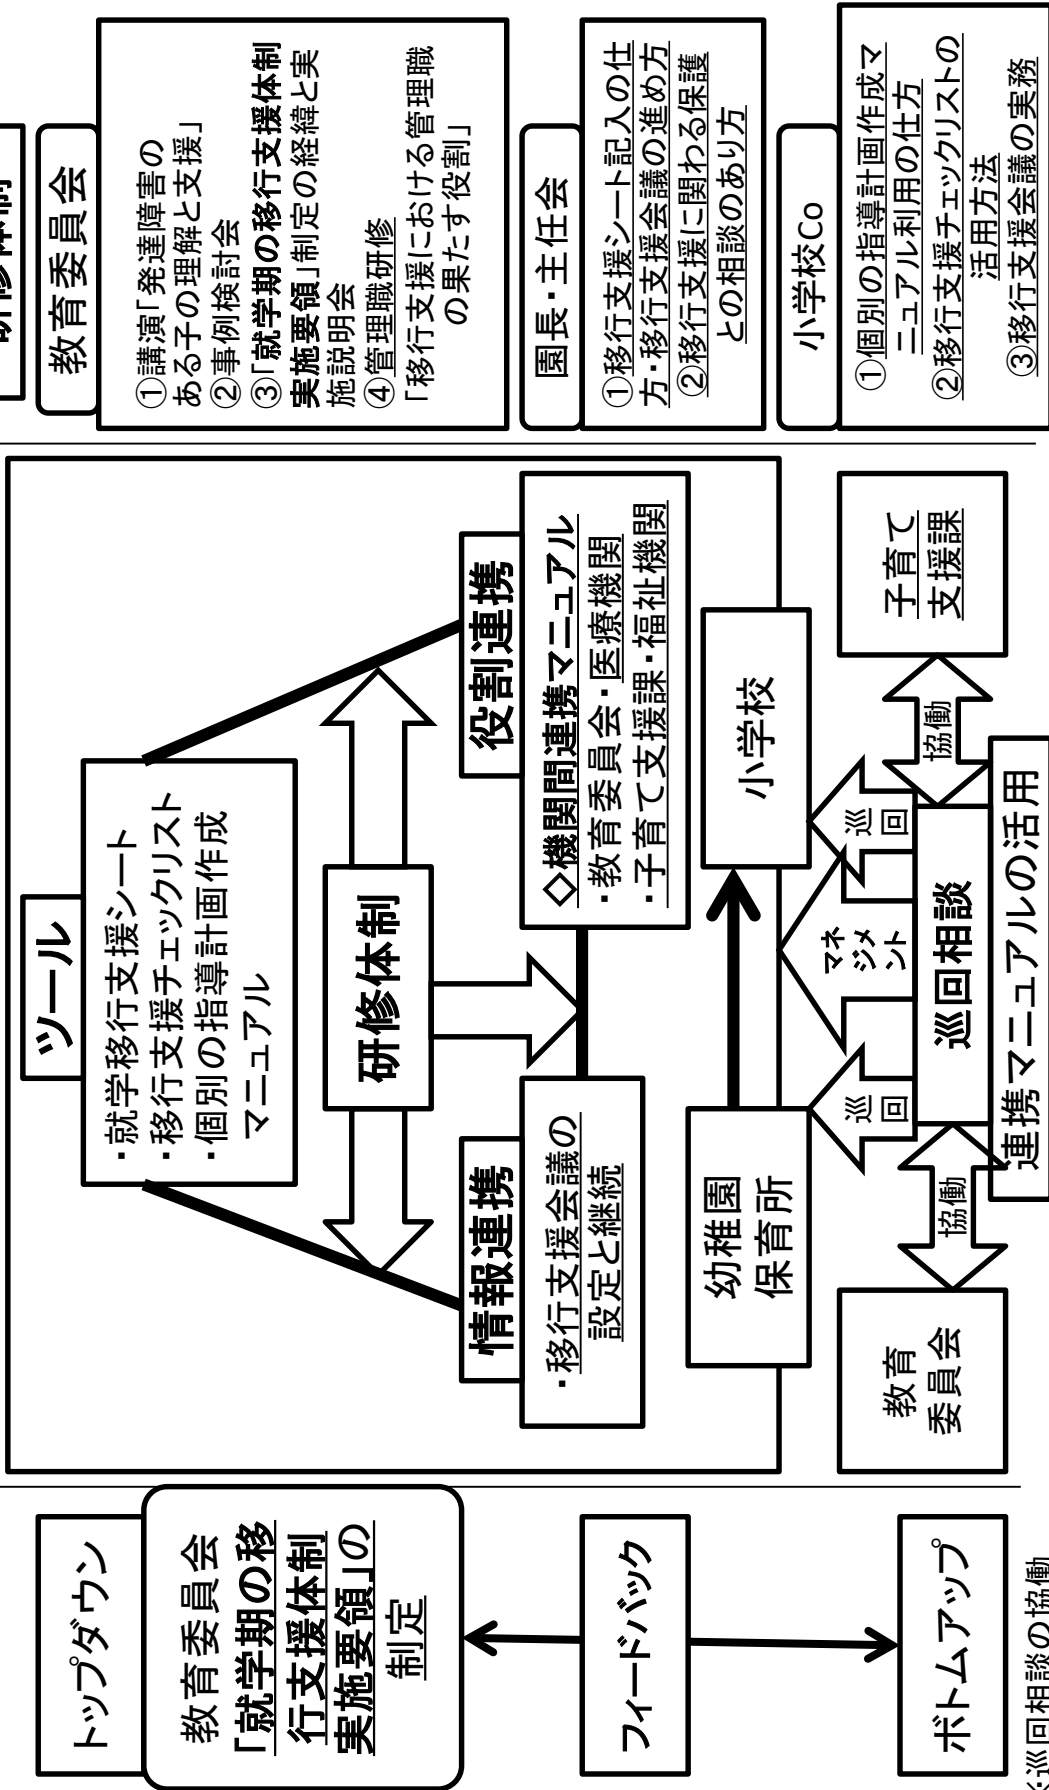 トップダウン
教育委員会
「就学期の移
行支援体制
実施要領」の
制定
フィードバック
ボトムアップ
※巡回相談の協働
ツール
・就学移行支援シート
・移行支援チェックリスト
・個別の指導計画作成
マニュアル
研修体制
情報連携
・移行支援会議の
設定と継続
役割連携
◇機関間連携マニュアル
・教育委員会・医療機関
・子育て支援課・福祉機関
幼稚園
保育所
小学校
巡回
マネ
ジメ
ント
巡回
教育
委員会
協働
巡回相談
協働
子育て
支援課
連携マニュアルの活用
研修体制
教育委員会
①講演「発達障害の
ある子の理解と支援」
②事例検討会
③「就学期の移行支援体制
実施要領」制定の経緯と実
施説明会
④管理職研修
「移行支援における管理職
の果たす役割」
園長・主任会
①移行支援シート記入の仕
方・移行支援会議の進め方
②移行支援に関わる保護
との相談のあり方
小学校Co
①個別の指導計画作成マ
ニュアル利用の仕方
②移行支援チェックリストの
活用方法
③移行支援会議の実務